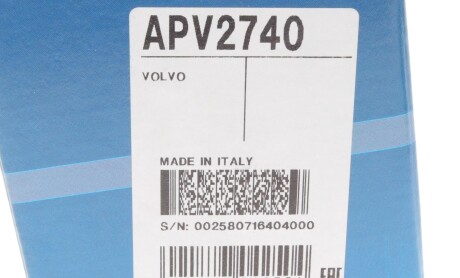 APV2740
VOLVO
MADE IN ITALY
S/N: 002580716404000
EAC